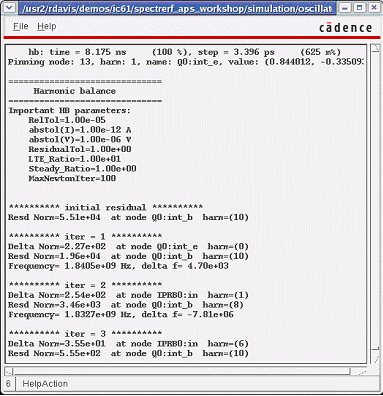 /usr2/rdavis/demos/ic61/spectref_aps_workshop/simulation/oscillat
File Help cādence
hb: time = 8.175 ns (100 %), step = 3.396 ps (625 m%)
Pinning node: 13, harm: 1, name: Q0:int_e, value: (0.844012, -0.33509
==============================
Harmonic balance
==============================
Important HB parameters:
RelTol=1.00e-05
abstol(I)=1.00e-12 A
abstol(V)=1.00e-06 V
ResidualTol=1.00e+00
LTE_Ratio=1.00e+01
Steady_Ratio=1.00e+00
MaxNewtonIter=100
********** initial residual **********
Resd Norm=5.51e+04 at node Q0:int_b harm=(10)
********** iter = 1 **********
Delta Norm=2.27e+02 at node Q0:int_e harm=(0)
Resd Norm=1.96e+04 at node Q0:int_b harm=(10)
Frequency= 1.8405e+09 Hz, delta f= 4.70e+03
********** iter = 2 **********
Delta Norm=2.54e+02 at node IPRB0:in harm=(1)
Resd Norm=3.46e+03 at node Q0:int_b harm=(8)
Frequency= 1.8327e+09 Hz, delta f= -7.81e+06
********** iter = 3 **********
Delta Norm=3.55e+01 at node IPRB0:in harm=(6)
Resd Norm=5.55e+02 at node Q0:int_b harm=(10)
6 HelpAction